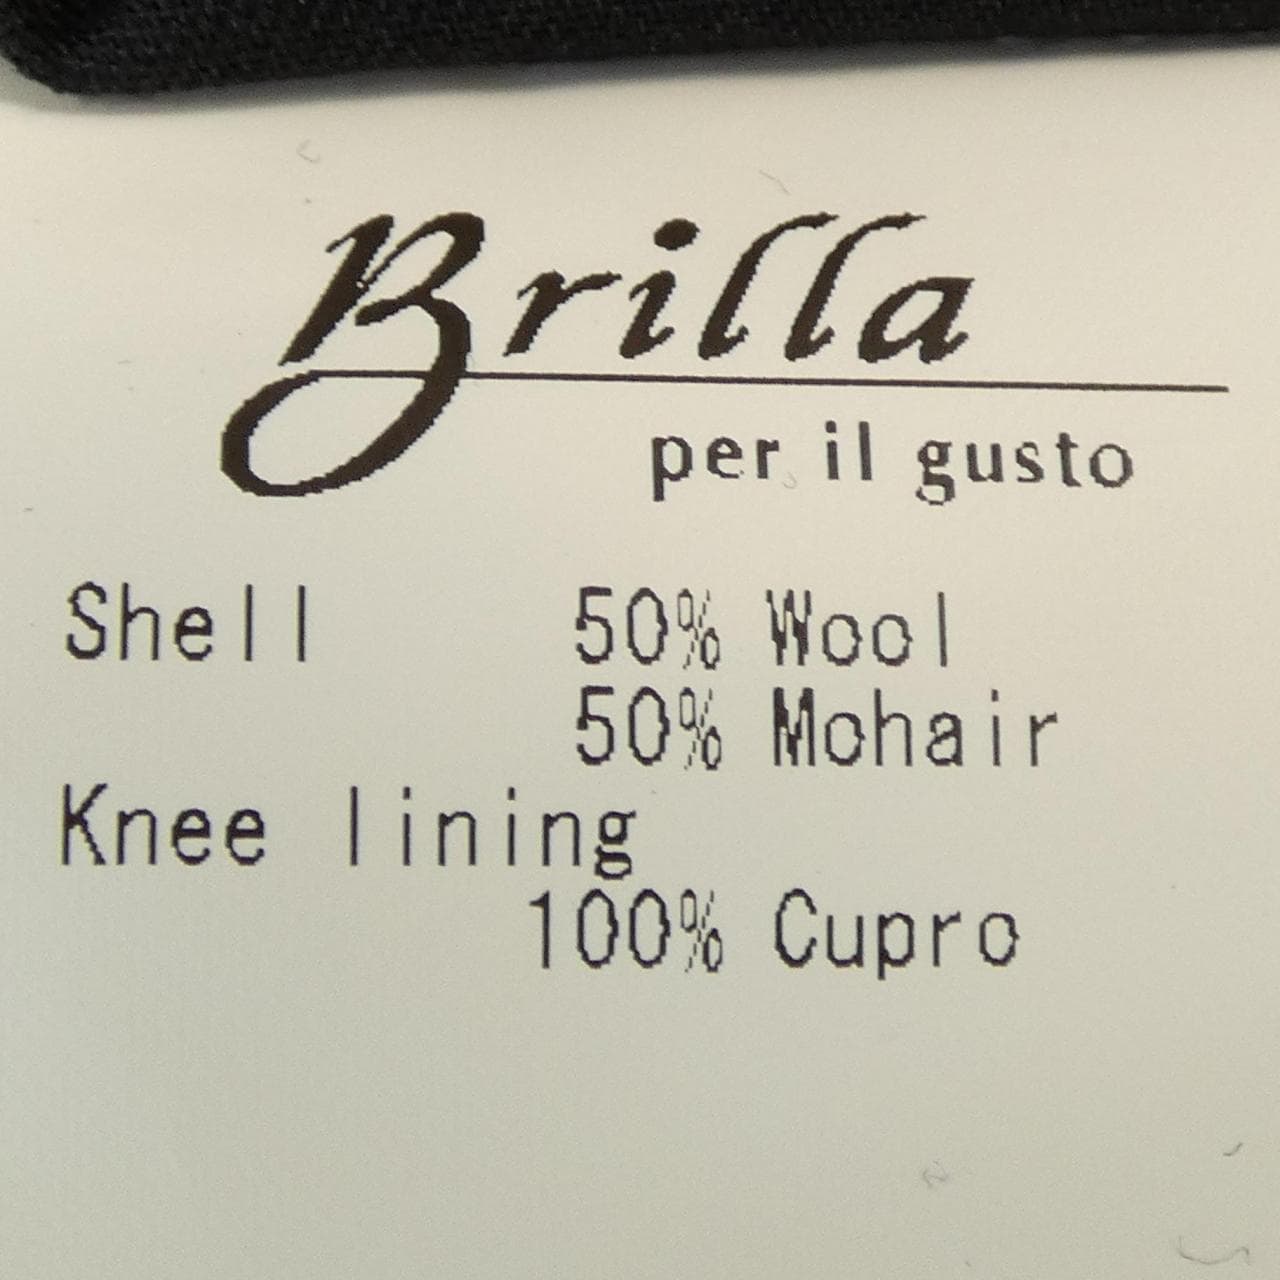 Brilla
per il gusto
Shell 50% Wool
50% Mohair
Knee lining
100% Cupro